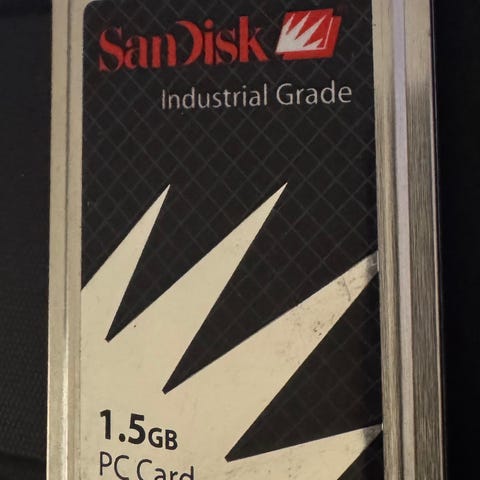 SanDisk
Industrial Grade
1.5GB
PC Card